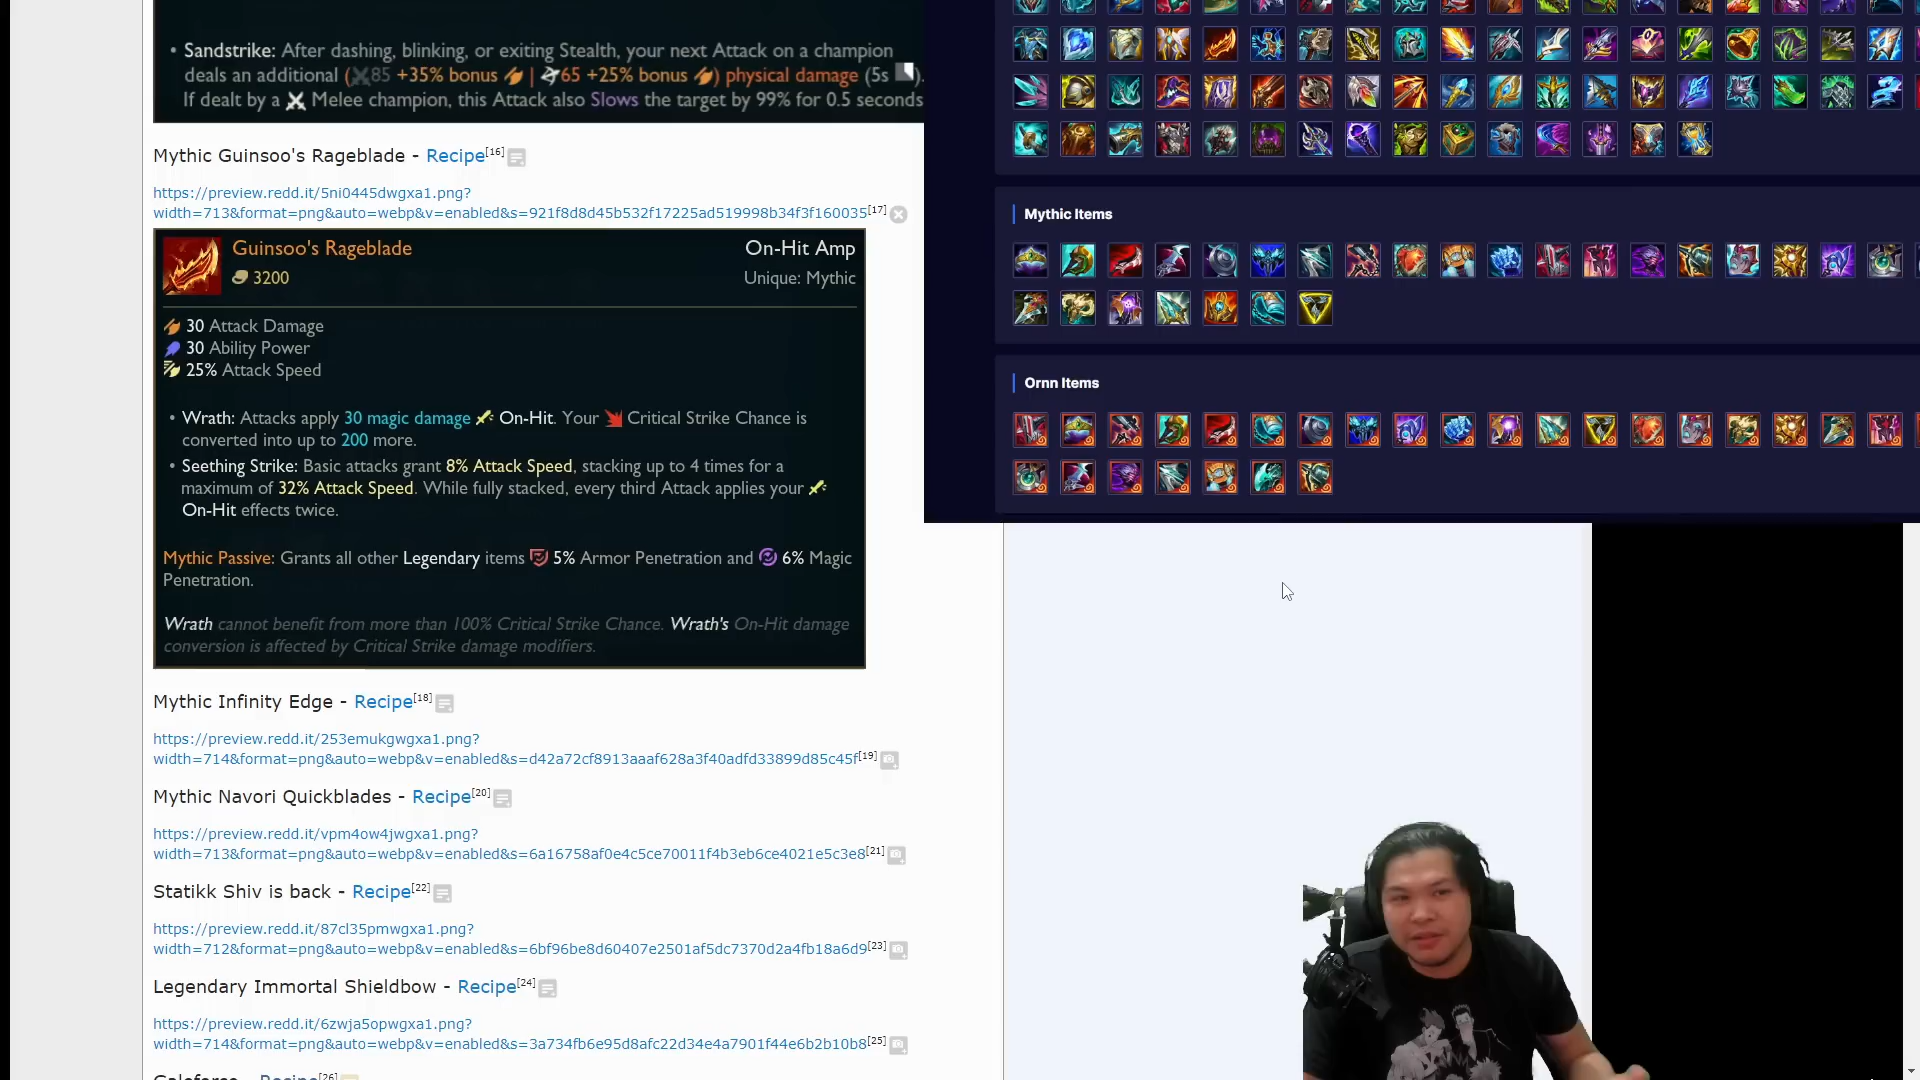 • Sandstrike: After dashing, blinking, or exiting Stealth, your next Attack on a champion
deals an additional (85 +35% bonus | 65 +25% bonus ) physical damage (5s ).
If dealt by a Melee champion, this Attack also Slows the target by 99% for 0.5 seconds
Mythic Guinsoo's Rageblade - Recipe[16]
https://preview.redd.it/5ni0445dwgxa1.png?
width=713&format=png&auto=webp&v=enabled&s=921f8d8d45b532f17225ad519998b34f3f160035[17]
Guinsoo's Rageblade
On-Hit Amp
3200
Unique: Mythic
30 Attack Damage
30 Ability Power
25% Attack Speed
• Wrath: Attacks apply 30 magic damage On-Hit. Your Critical Strike Chance is
converted into up to 200 more.
• Seething Strike: Basic attacks grant 8% Attack Speed, stacking up to 4 times for a
maximum of 32% Attack Speed. While fully stacked, every third Attack applies your
On-Hit effects twice.
Mythic Passive: Grants all other Legendary items 5% Armor Penetration and 6% Magic
Penetration.
Wrath cannot benefit from more than 100% Critical Strike Chance. Wrath's On-Hit damage
conversion is affected by Critical Strike damage modifiers.
Mythic Infinity Edge - Recipe[18]
https://preview.redd.it/253emukgwgxa1.png?
width=714&format=png&auto=webp&v=enabled&s=d42a72cf8913aaaf628a3f40adfd33899d85c45f[19]
Mythic Navori Quickblades - Recipe[20]
https://preview.redd.it/vpm4ow4jwgxa1.png?
width=713&format=png&auto=webp&v=enabled&s=6a16758af0e4c5ce70011f4b3eb6ce4021e5c3e8[21]
Statikk Shiv is back - Recipe[22]
https://preview.redd.it/87cl35pmwgxa1.png?
width=712&format=png&auto=webp&v=enabled&s=6bf96be8d60407e2501af5dc7370d2a4fb18a6d9[23]
Legendary Immortal Shieldbow - Recipe[24]
https://preview.redd.it/6zwja5opwgxa1.png?
width=714&format=png&auto=webp&v=enabled&s=3a734fb6e95d8afc22d34e4a7901f44e6b2b10b8[25]
Galeforce - Recipe[26]
Mythic Items
Ornn Items